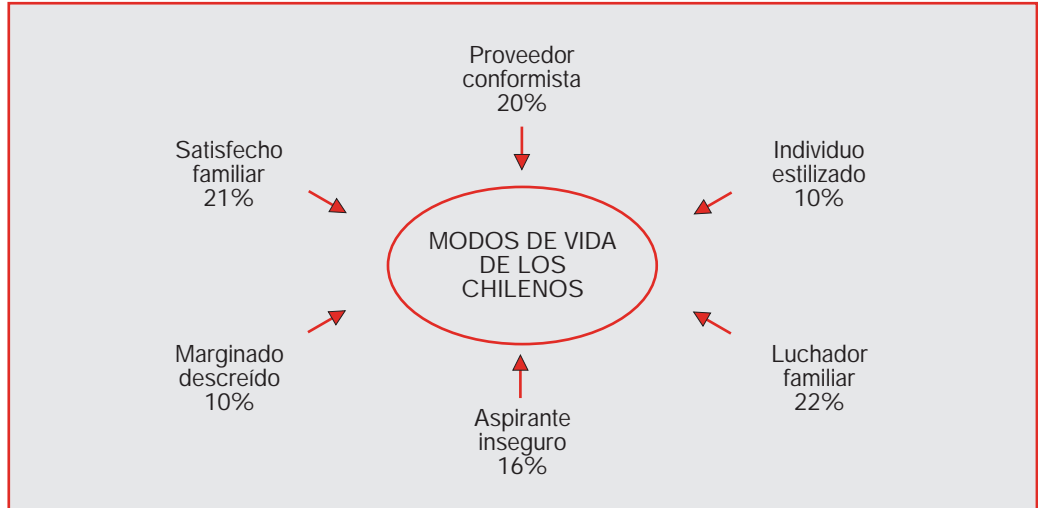 Proveedor
conformista
20%
Satisfecho
familiar
21%
Individuo
estilizado
10%
MODOS DE VIDA
DE LOS
CHILENOS
Marginado
descreído
10%
Aspirante
inseguro
16%
Luchador
familiar
22%